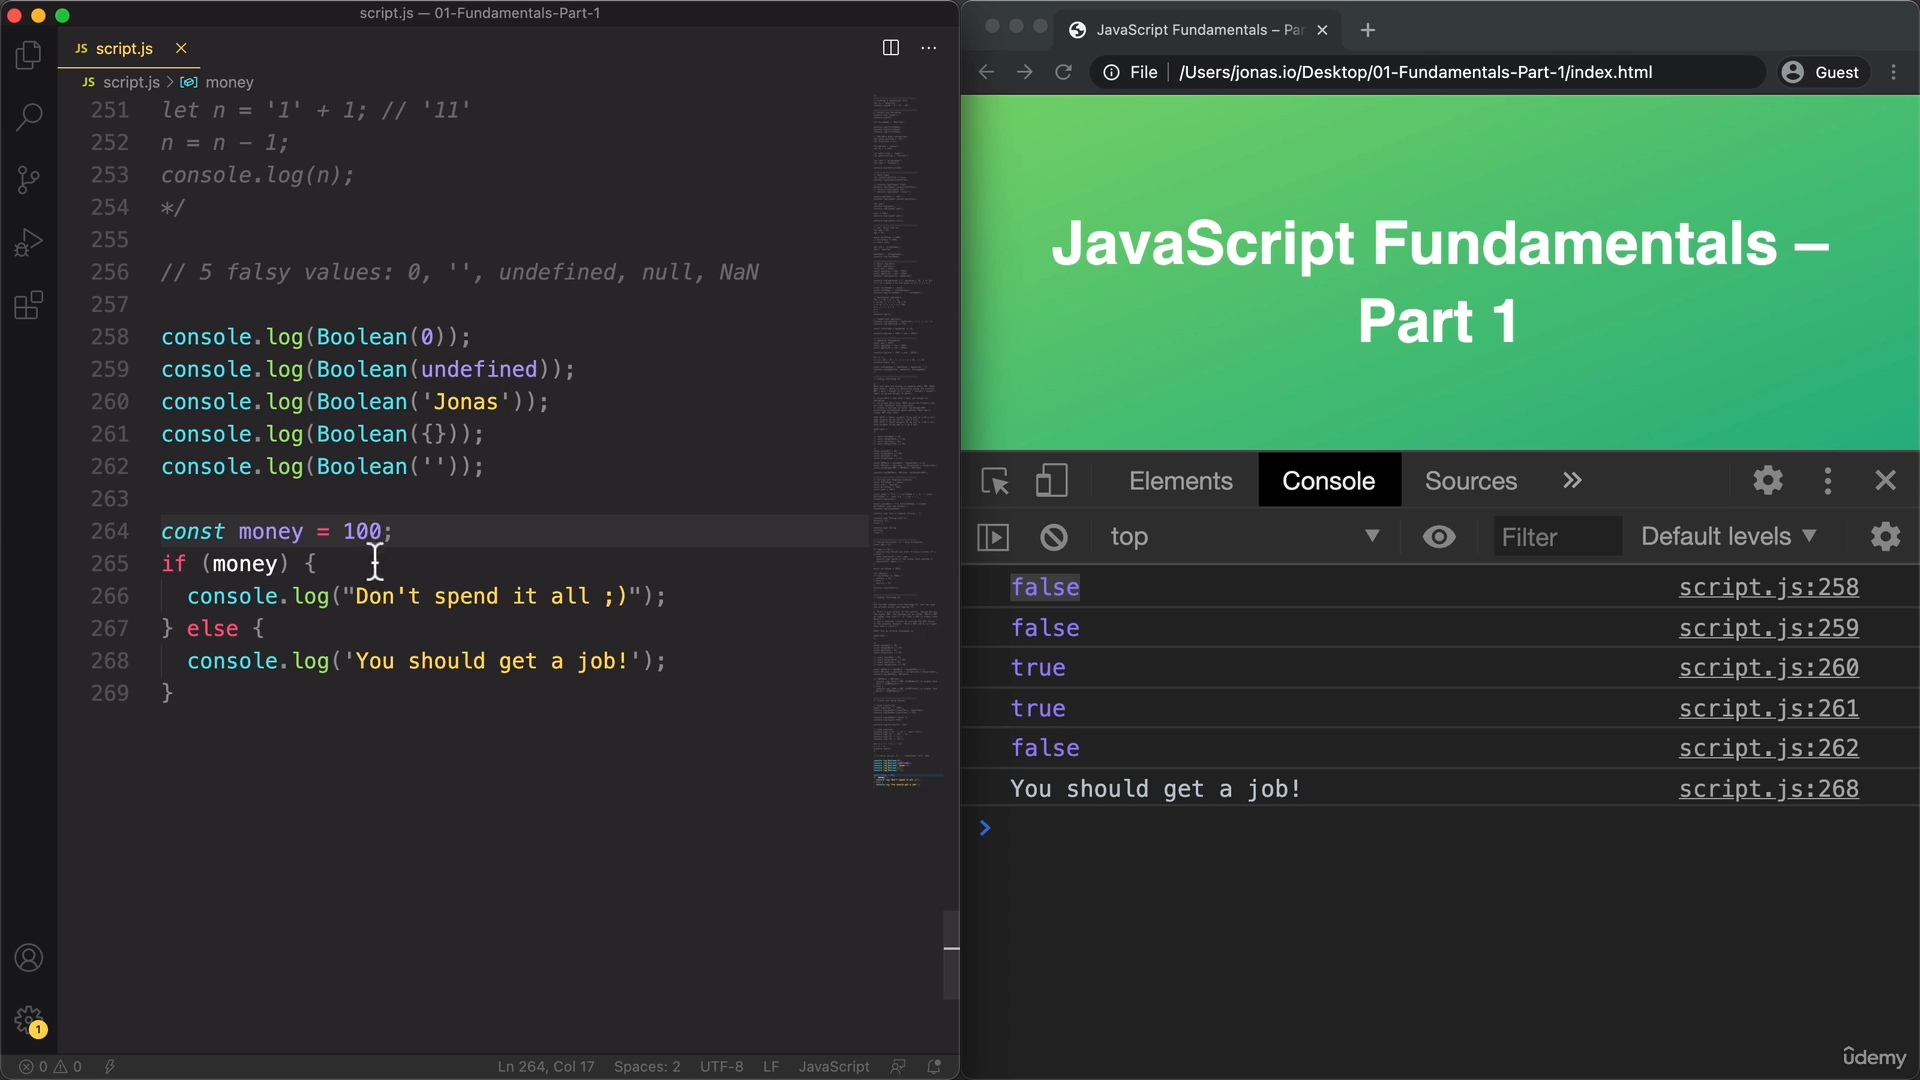 script.js — 01-Fundamentals-Part-1
JS script.js
JS script.js > money
251 let n = '1' + 1; // '11'
252 n = n - 1;
253 console.log(n);
254 */
255
256 // 5 falsy values: 0, '', undefined, null, NaN
257
258 console.log(Boolean(0));
259 console.log(Boolean(undefined));
260 console.log(Boolean('Jonas'));
261 console.log(Boolean({}));
262 console.log(Boolean(''));
263
264 const money = 100;
265 if (money) {
266 console.log("Don't spend it all ;)");
267 } else {
268 console.log('You should get a job!');
269 }
1
0 0 Ln 264, Col 17 Spaces: 2 UTF-8 LF JavaScript
JavaScript Fundamentals – Par
File /Users/jonas.io/Desktop/01-Fundamentals-Part-1/index.html Guest
JavaScript Fundamentals –
Part 1
Elements Console Sources »
top Filter Default levels
false script.js:258
false script.js:259
true script.js:260
true script.js:261
false script.js:262
You should get a job! script.js:268
>
ûdemy